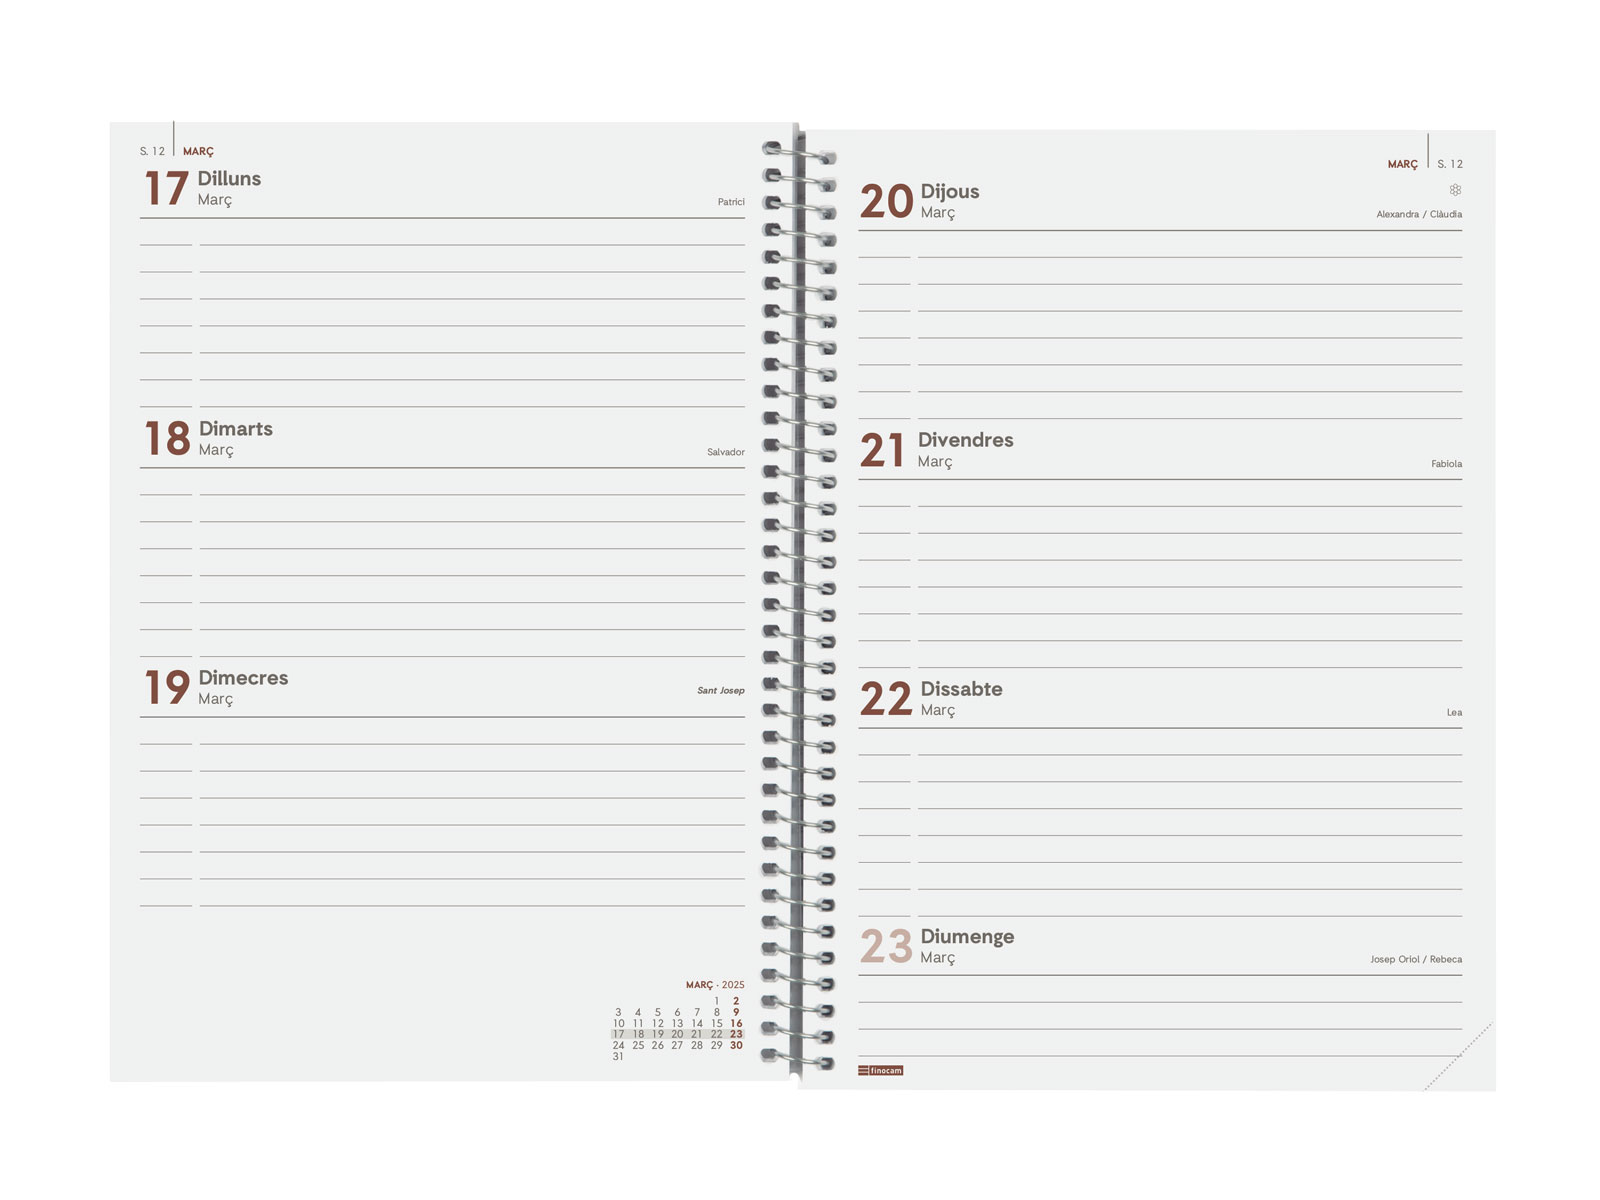 S. 12 MARÇ
17 Dilluns
Març
Patrici
18 Dimarts
Març
Salvador
19 Dimecres
Març
Sant Josep
MARÇ · 2025
1 2
3 4 5 6 7 8 9
10 11 12 13 14 15 16
17 18 19 20 21 22 23
24 25 26 27 28 29 30
31
MARÇ S. 12
20 Dijous
Març
Alexandra / Clàudia
21 Divendres
Març
Fabiola
22 Dissabte
Març
Lea
23 Diumenge
Març
Josep Oriol / Rebeca
finocam